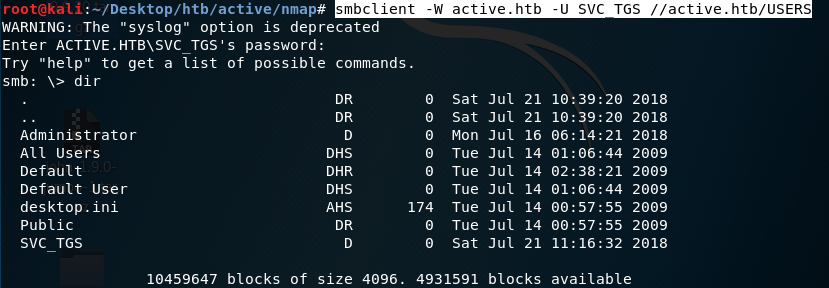 root@kali:~/Desktop/htb/active/nmap# smbclient -W active.htb -U SVC_TGS //active.htb/USERS
WARNING: The "syslog" option is deprecated
Enter ACTIVE.HTB\SVC_TGS's password:
Try "help" to get a list of possible commands.
smb: \> dir
  .                                  DR        0  Sat Jul 21 10:39:20 2018
  ..                                 DR        0  Sat Jul 21 10:39:20 2018
  Administrator                       D        0  Mon Jul 16 06:14:21 2018
  All Users                         DHS        0  Tue Jul 14 01:06:44 2009
  Default                           DHR        0  Tue Jul 14 02:38:21 2009
  Default User                      DHS        0  Tue Jul 14 01:06:44 2009
  desktop.ini                       AHS      174  Tue Jul 14 00:57:55 2009
  Public                             DR        0  Tue Jul 14 00:57:55 2009
  SVC_TGS                             D        0  Sat Jul 21 11:16:32 2018
                10459647 blocks of size 4096. 4931591 blocks available